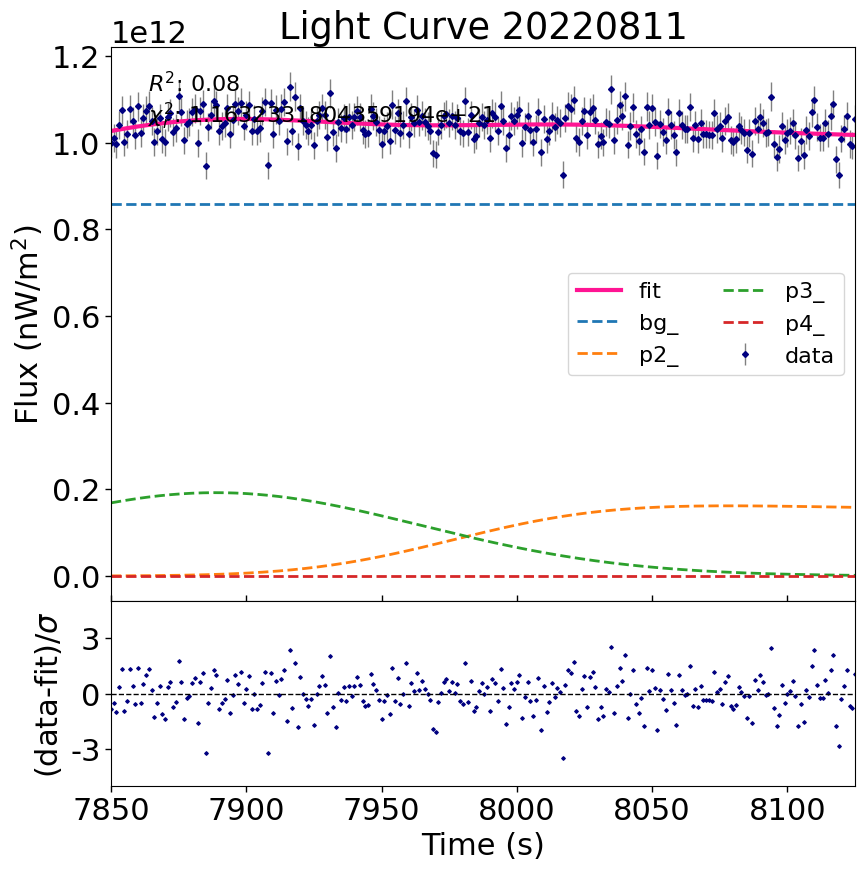 Light Curve 20220811
1e12
R²: 0.08
χ²:
1.2
1.0
0.8
0.6
0.4
0.2
0.0
Flux (nW/m²)
fit
bg_
p2_
p3_
p4_
data
3
0
-3
(data-fit)/σ
7850 7900 7950 8000 8050 8100
Time (s)